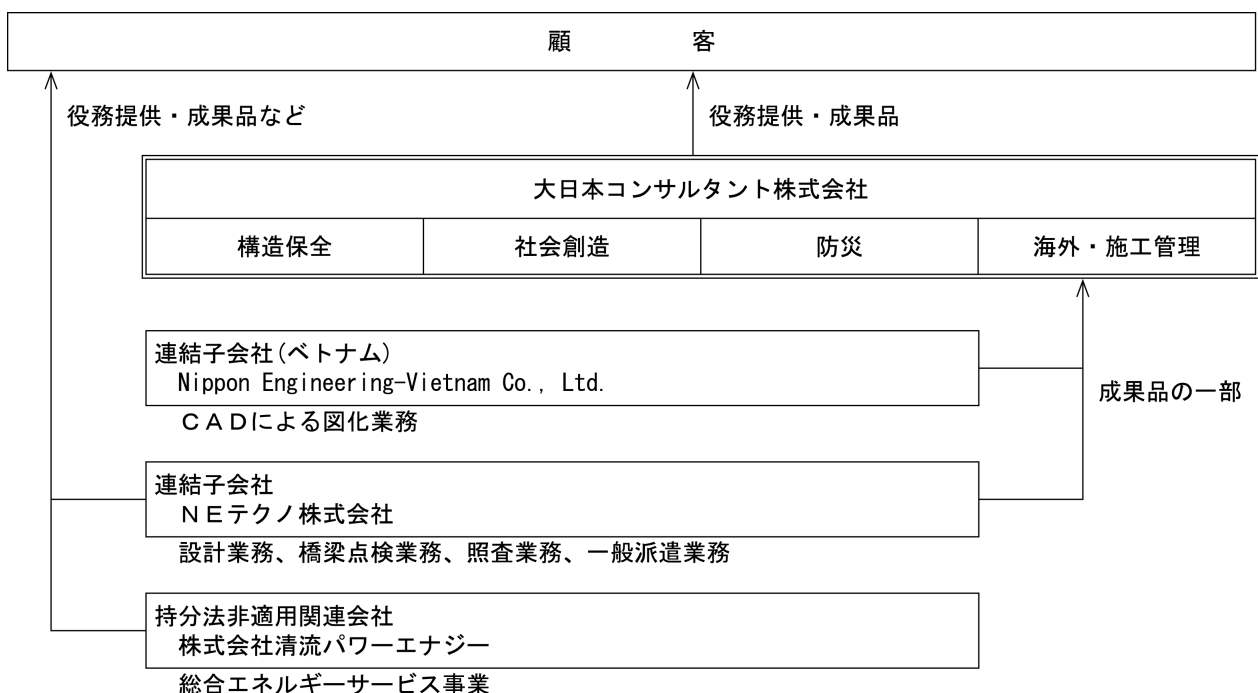 顧　　　　　客
役務提供・成果品など
役務提供・成果品
大日本コンサルタント株式会社
構造保全
社会創造
防災
海外・施工管理
連結子会社(ベトナム)
Nippon Engineering-Vietnam Co., Ltd.
成果品の一部
ＣＡＤによる図化業務
連結子会社
ＮＥテクノ株式会社
設計業務、橋梁点検業務、照査業務、一般派遣業務
持分法非適用関連会社
株式会社清流パワーエナジー
総合エネルギーサービス事業